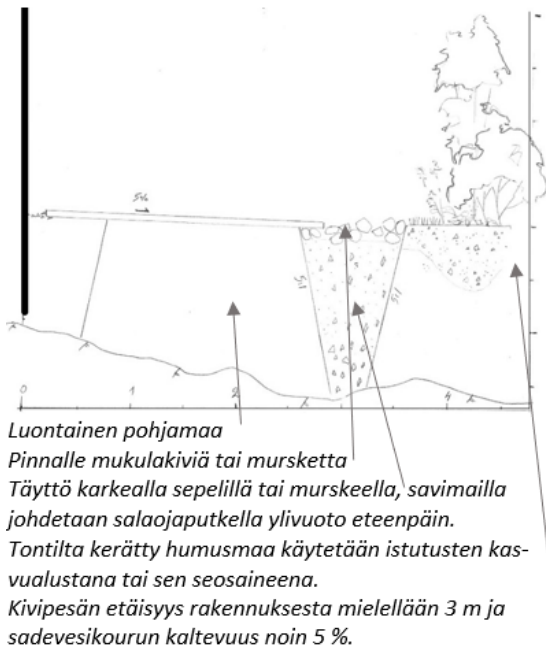 5%
5:1
5:1
0 1 2 4
Luontainen pohjamaa
Pinnalle mukulakiviä tai mursketta
Täyttö karkealla sepelillä tai murskeella, savimailla
johdetaan salaojaputkella ylivuoto eteenpäin.
Tontilta kerätty humusmaa käytetään istutusten kas-
vualustana tai sen seosaineena.
Kivipesän etäisyys rakennuksesta mielellään 3 m ja
sadevesikourun kaltevuus noin 5 %.